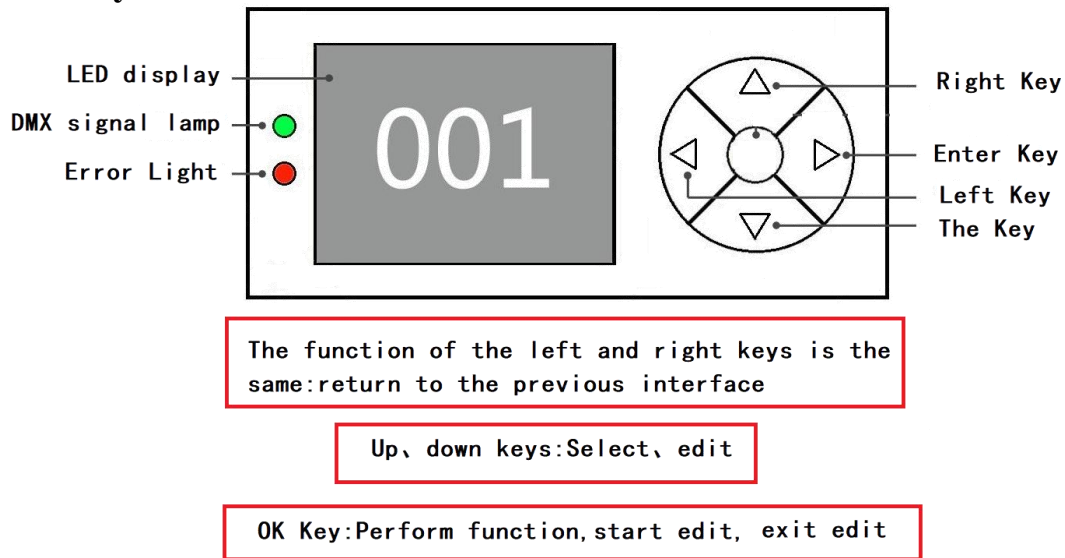 LED display
DMX signal lamp
Error Light
001
Right Key
Enter Key
Left Key
The Key
The function of the left and right keys is the
same:return to the previous interface
Up、down keys:Select、edit
OK Key:Perform function,start edit, exit edit